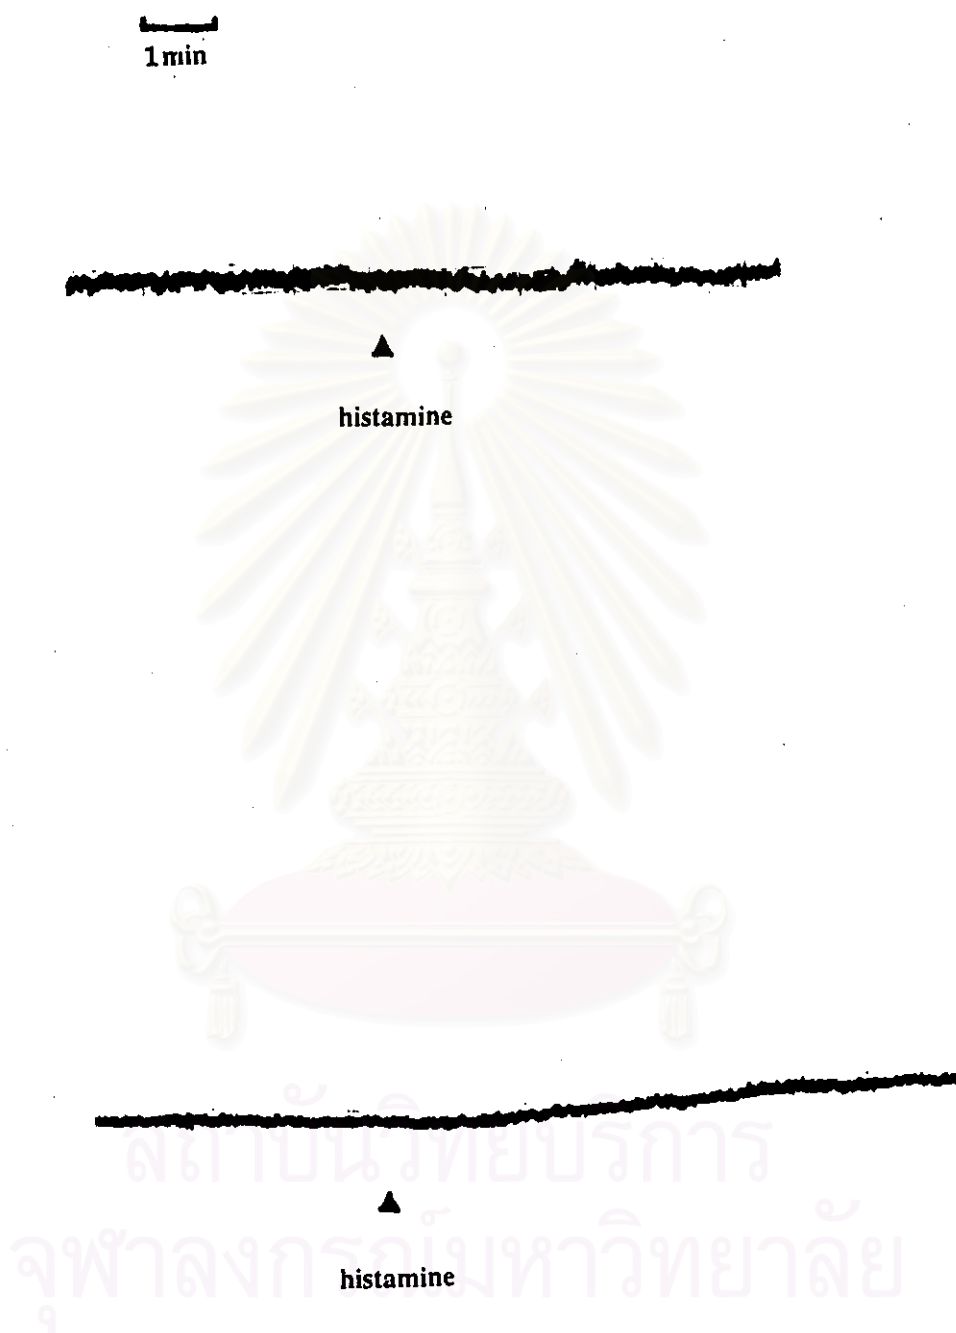 1 min
histamine
สถาบันวิทยบริการ
จุฬาลงกรณ์มหาวิทยาลัย
histamine